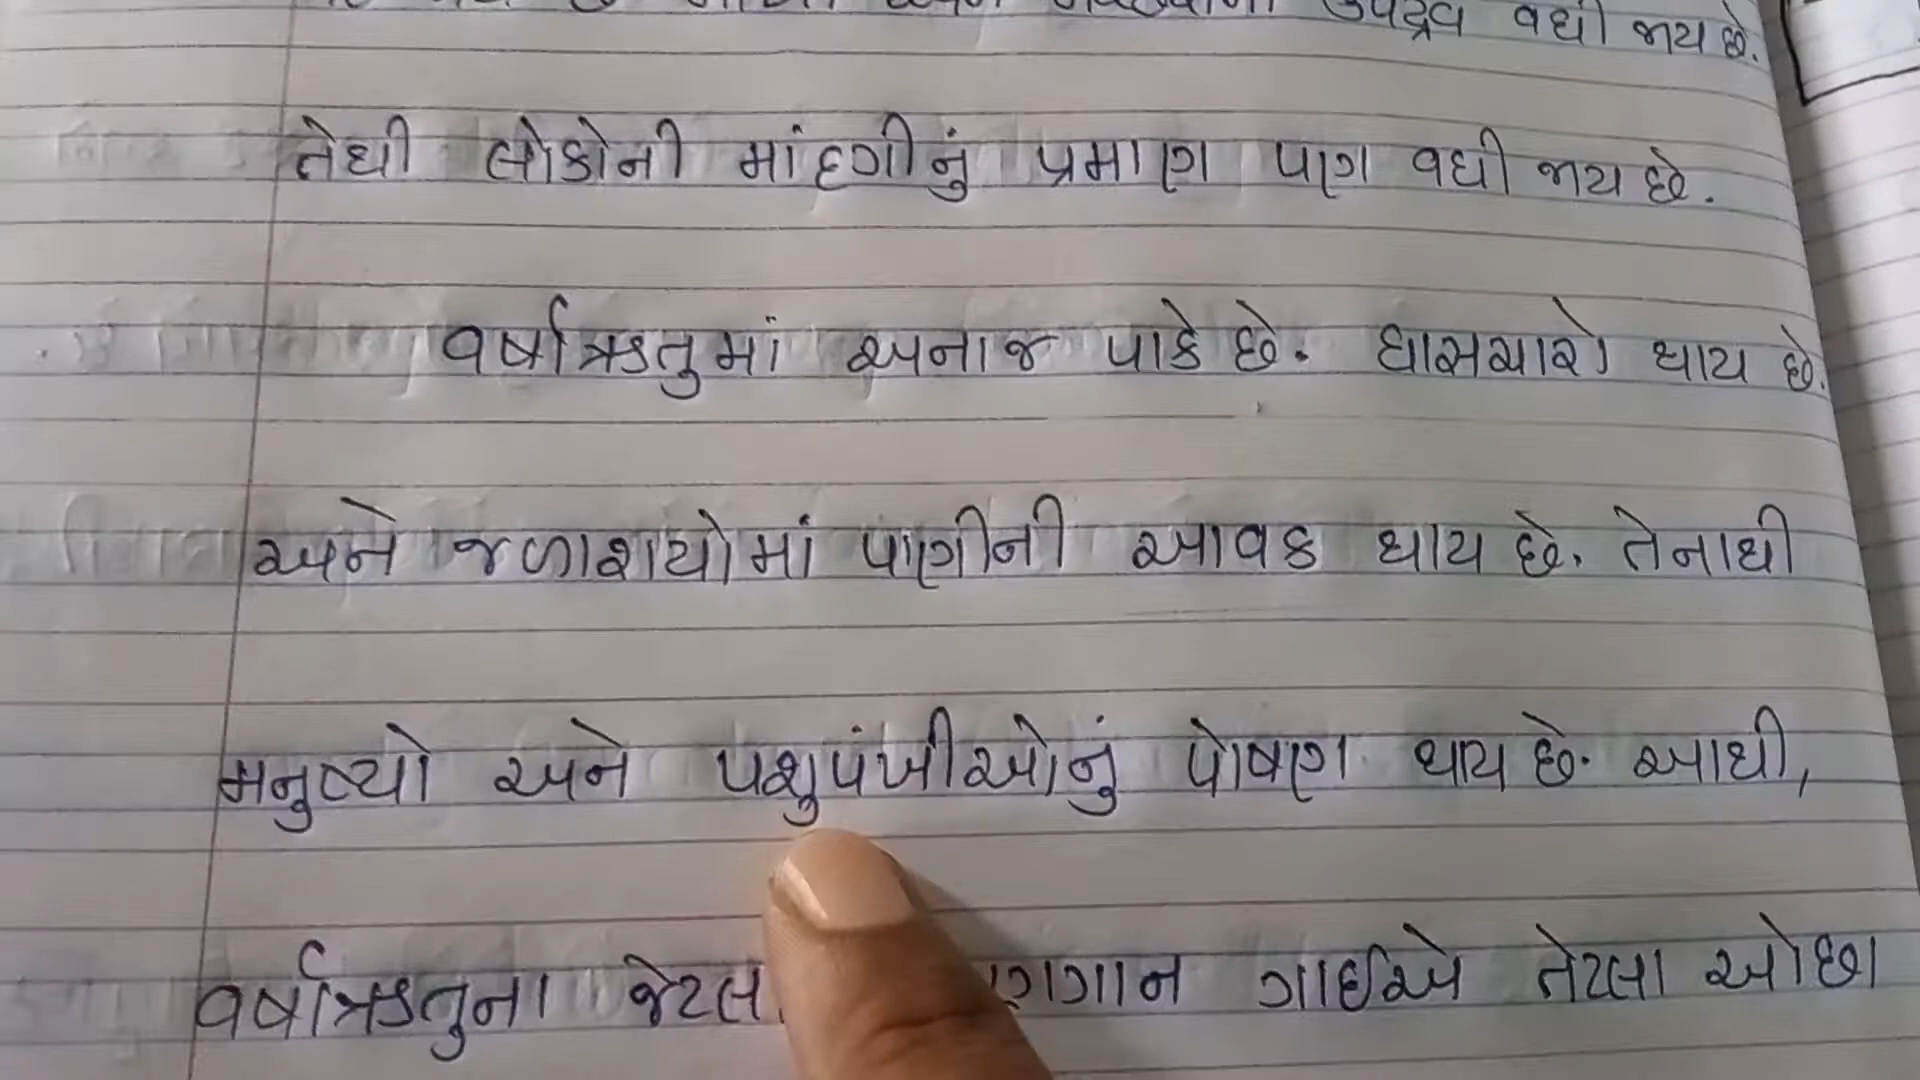 ઉપદ્રવ વધી જાય છે.
તેથી લોકોની માંદગીનું પ્રમાણ પણ વધી જાય છે.
વર્ષાઋતુમાં અનાજ પાકે છે. ઘાસચારો થાય છે.
અને જળાશયોમાં પાણીની આવક થાય છે. તેનાથી
મનુષ્યો અને પશુપંખીઓનું પોષણ થાય છે. આથી,
વર્ષાઋતુના ગાઈએ તેટલા ઓછા